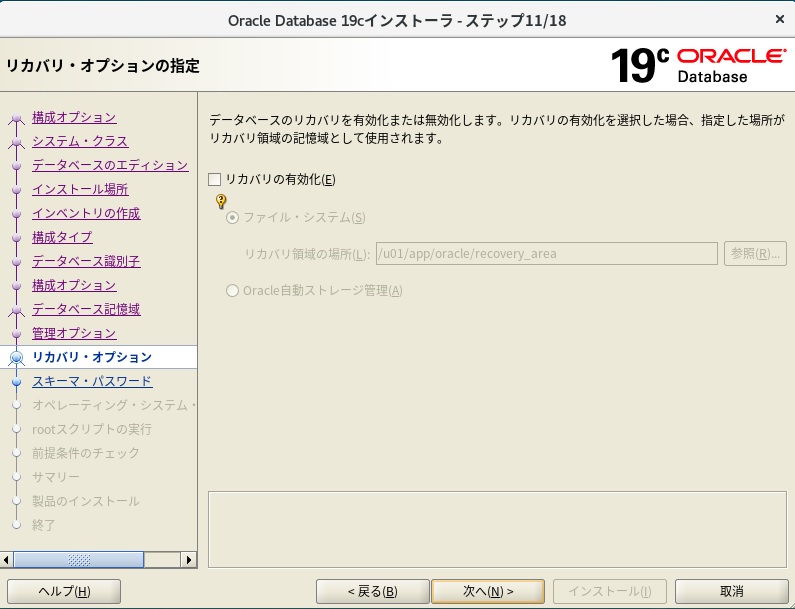 Oracle Database 19cインストーラ - ステップ11/18
×
リカバリ・オプションの指定
19c ORACLE
Database
構成オプション
システム・クラス
データベースのエディション
インストール場所
インベントリの作成
構成タイプ
データベース識別子
構成オプション
データベース記憶域
管理オプション
リカバリ・オプション
スキーマ・パスワード
オペレーティング・システム・
rootスクリプトの実行
前提条件のチェック
サマリー
製品のインストール
終了
データベースのリカバリを有効化または無効化します。リカバリの有効化を選択した場合、指定した場所が
リカバリ領域の記憶域として使用されます。
リカバリの有効化(E)
ファイル・システム(S)
リカバリ領域の場所(L): /u01/app/oracle/recovery_area 参照(R)...
Oracle自動ストレージ管理(A)
ヘルプ(H) < 戻る(B) 次へ(N) > インストール(I) 取消